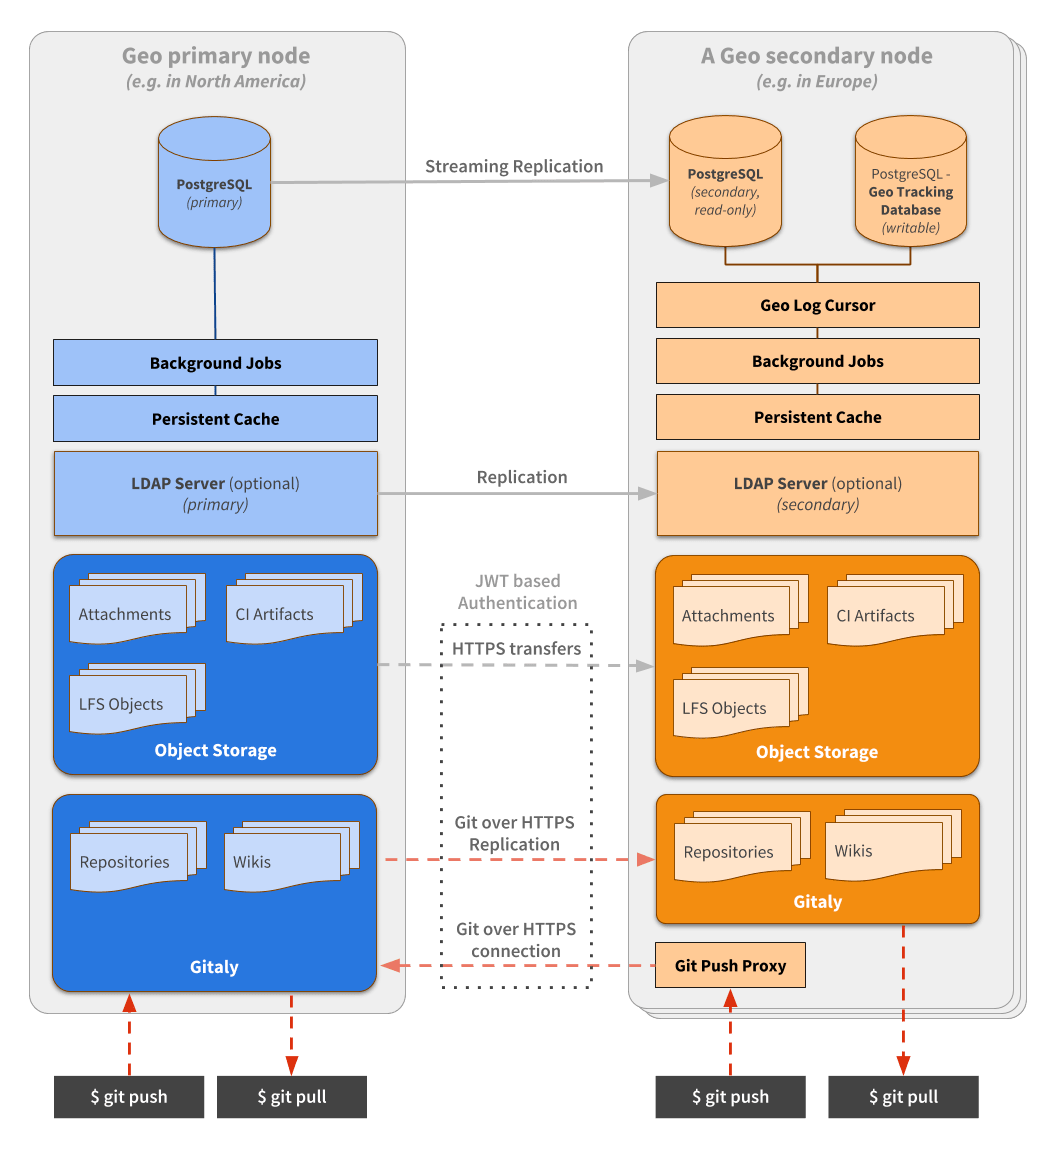 Geo primary node
(e.g. in North America)
PostgreSQL
(primary)
Background Jobs
Persistent Cache
LDAP Server (optional)
(primary)
Attachments
CI Artifacts
LFS Objects
Object Storage
Repositories
Wikis
Gitaly
$ git push
$ git pull
Streaming Replication
Replication
JWT based
Authentication
HTTPS transfers
Git over HTTPS
Replication
Git over HTTPS
connection
A Geo secondary node
(e.g. in Europe)
PostgreSQL
(secondary,
read-only)
PostgreSQL -
Geo Tracking
Database
(writable)
Geo Log Cursor
Background Jobs
Persistent Cache
LDAP Server (optional)
(secondary)
Attachments
CI Artifacts
LFS Objects
Object Storage
Repositories
Wikis
Gitaly
Git Push Proxy
$ git push
$ git pull